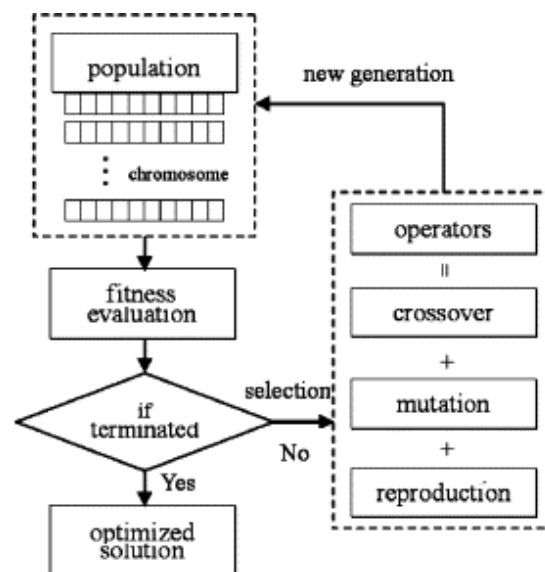 population
chromosome
new generation
fitness
evaluation
if
terminated
selection
No
Yes
optimized
solution
operators
=
crossover
+
mutation
+
reproduction